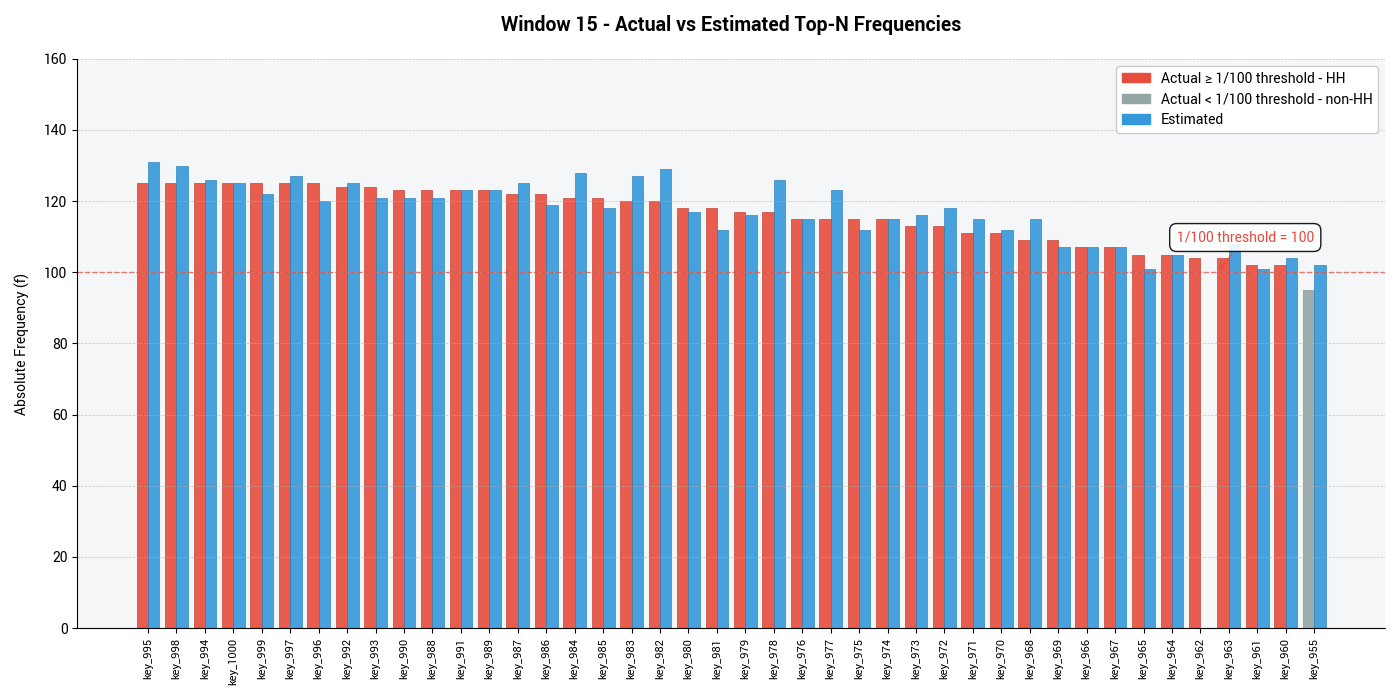 Window 15 - Actual vs Estimated Top-N Frequencies
Absolute Frequency (f)
160
140
120
100
80
60
40
20
0
Actual ≥ 1/100 threshold - HH
Actual < 1/100 threshold - non-HH
Estimated
1/100 threshold = 100
key_995
key_998
key_994
key_1000
key_999
key_997
key_996
key_992
key_993
key_990
key_988
key_991
key_989
key_987
key_986
key_984
key_985
key_983
key_982
key_980
key_981
key_979
key_978
key_976
key_977
key_975
key_974
key_973
key_972
key_971
key_970
key_968
key_969
key_966
key_967
key_965
key_964
key_962
key_963
key_961
key_960
key_955